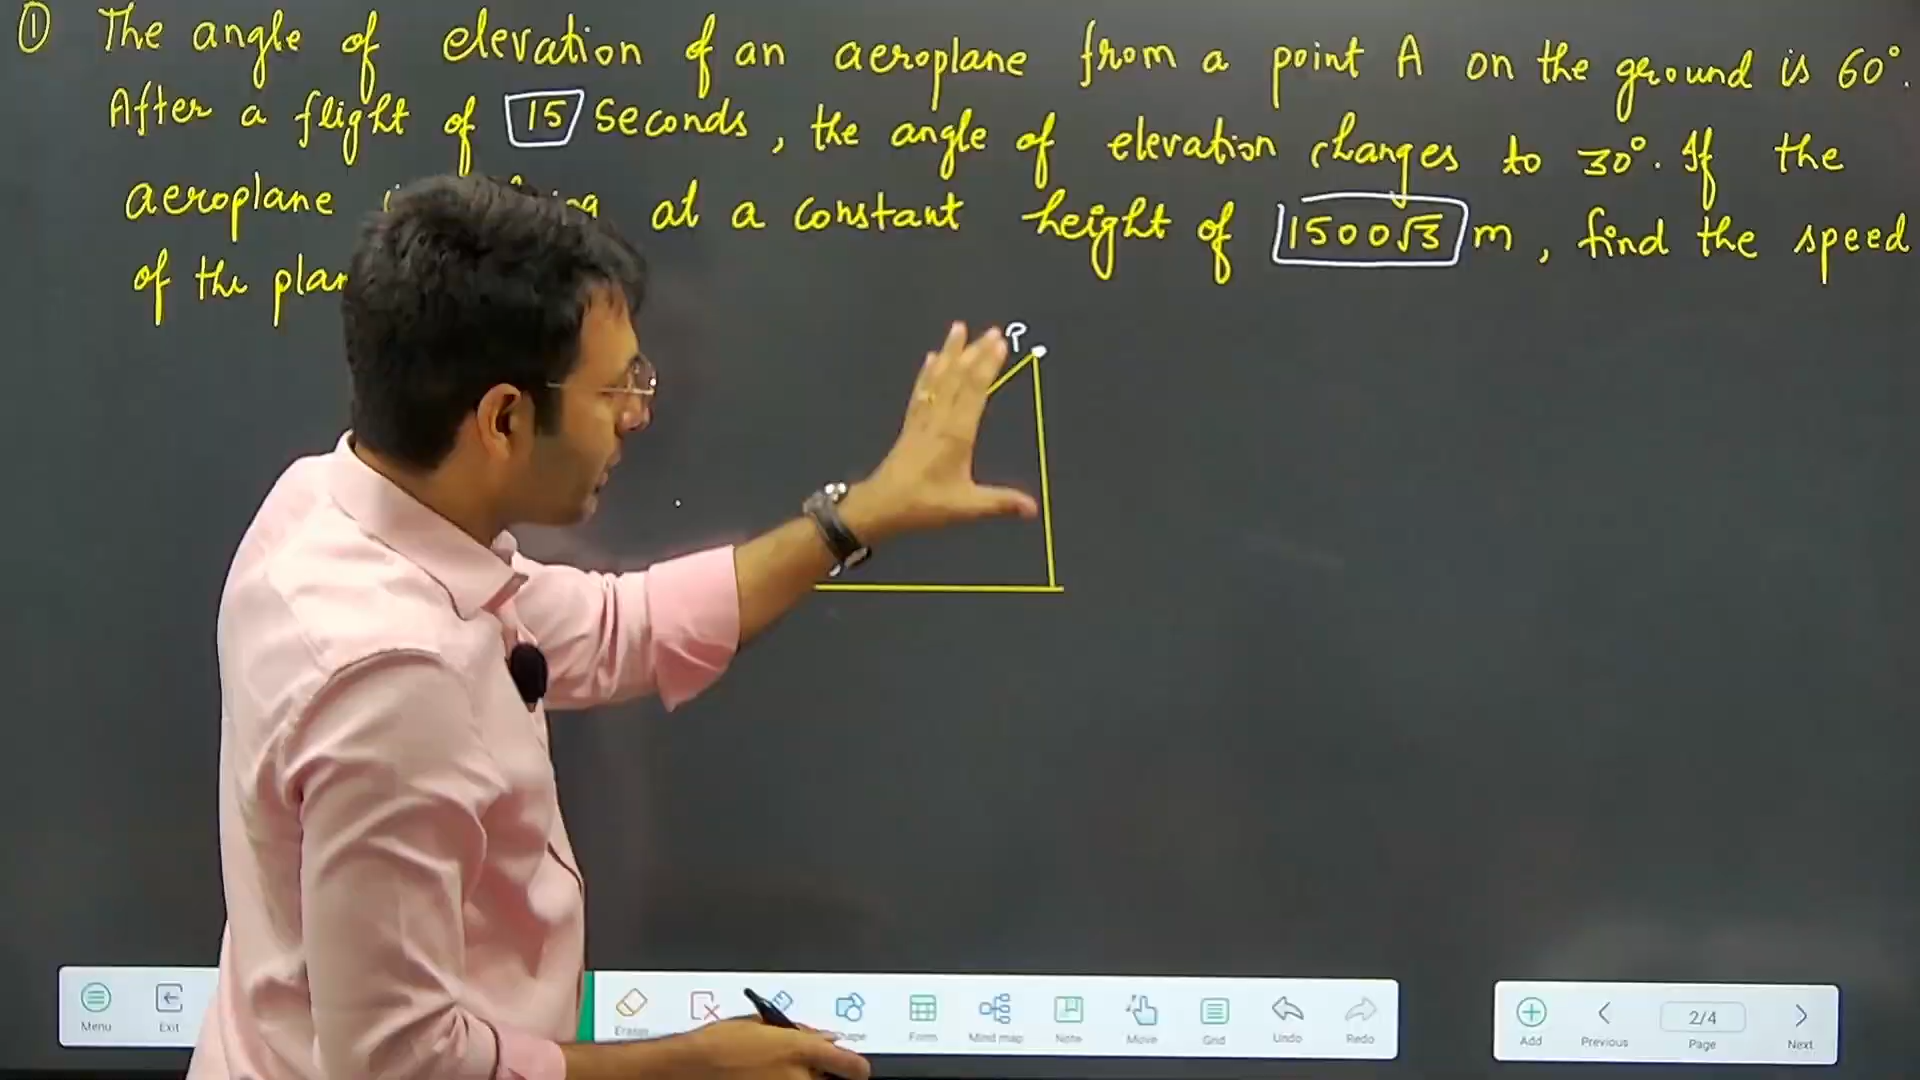 ① The angle of elevation of an aeroplane from a point A on the ground is 60°.
After a flight of 15 seconds, the angle of elevation changes to 30°. If the
aeroplane at a constant height of 1500√3 m, find the speed
of the
P
Menu Exit Eraser Shape Form Mind map Note Move Grid Undo Redo Add Previous 2/4 Page Next